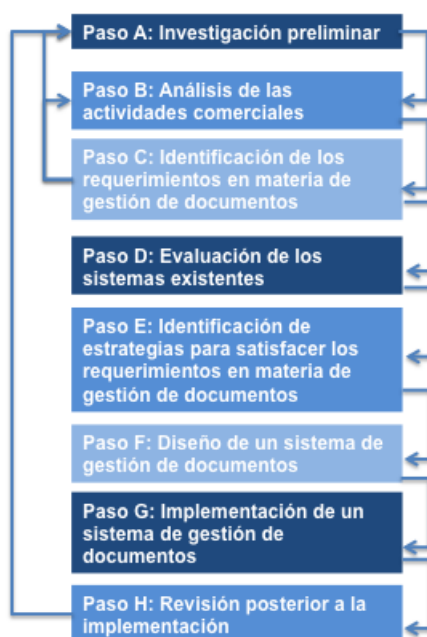 Paso A: Investigación preliminar
Paso B: Análisis de las
actividades comerciales
Paso C: Identificación de los
requerimientos en materia de
gestión de documentos
Paso D: Evaluación de los
sistemas existentes
Paso E: Identificación de
estrategias para satisfacer los
requerimientos en materia de
gestión de documentos
Paso F: Diseño de un sistema de
gestión de documentos
Paso G: Implementación de un
sistema de gestión de
documentos
Paso H: Revisión posterior a la
implementación